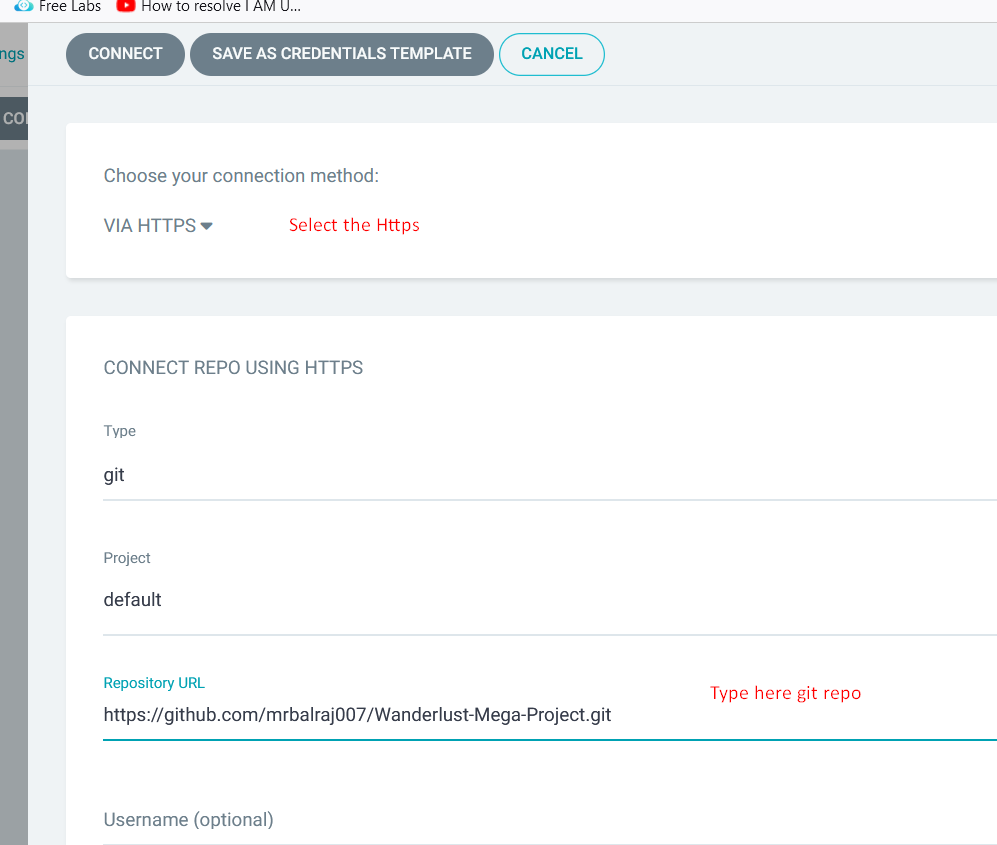 Free Labs How to resolve I AM U...
ngs
CONNECT SAVE AS CREDENTIALS TEMPLATE CANCEL
Choose your connection method:
VIA HTTPS Select the Https
CONNECT REPO USING HTTPS
Type
git
Project
default
Repository URL
Type here git repo
https://github.com/mrbalraj007/Wanderlust-Mega-Project.git
Username (optional)